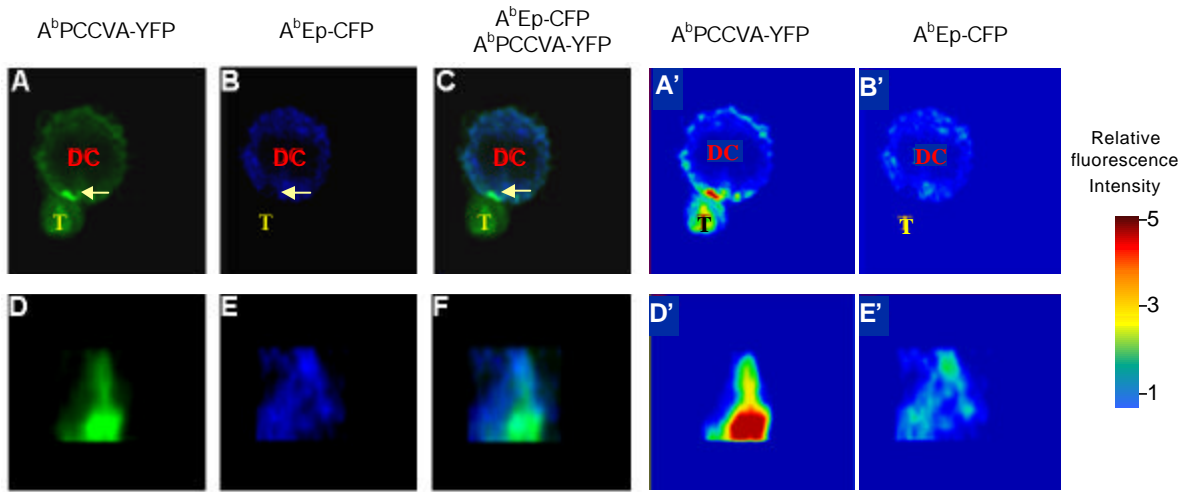 AᵇPCCVA-YFP
AᵇEp-CFP
AᵇEp-CFP
AᵇPCCVA-YFP
AᵇPCCVA-YFP
AᵇEp-CFP
A
DC
T
B
DC
T
C
DC
T
A’
DC
T
B’
DC
T
Relative
fluorescence
Intensity
5
3
1
D
E
F
D’
E’